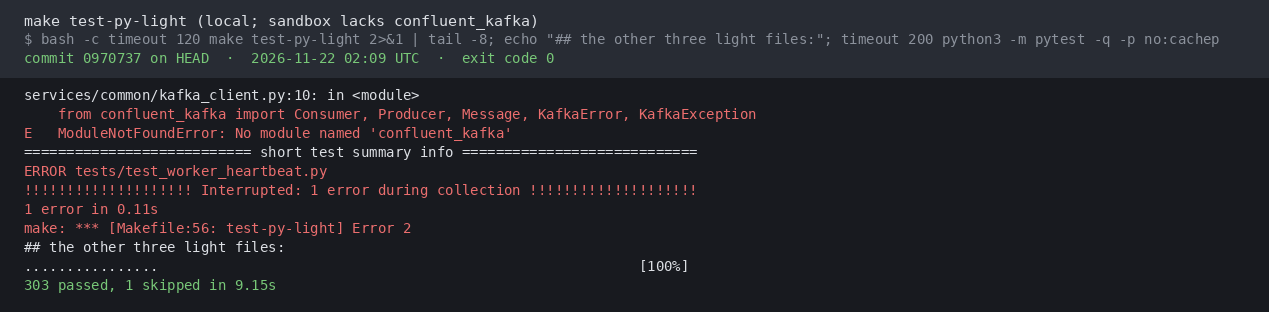 make test-py-light (local; sandbox lacks confluent_kafka)
$ bash -c timeout 120 make test-py-light 2>&1 | tail -8; echo "## the other three light files:"; timeout 200 python3 -m pytest -q -p no:cachep
commit 0970737 on HEAD · 2026-11-22 02:09 UTC · exit code 0
services/common/kafka_client.py:10: in <module>
    from confluent_kafka import Consumer, Producer, Message, KafkaError, KafkaException
E   ModuleNotFoundError: No module named 'confluent_kafka'
=========================== short test summary info ============================
ERROR tests/test_worker_heartbeat.py
!!!!!!!!!!!!!!!!!!!! Interrupted: 1 error during collection !!!!!!!!!!!!!!!!!!!!
1 error in 0.11s
make: *** [Makefile:56: test-py-light] Error 2
## the other three light files:
................                                                         [100%]
303 passed, 1 skipped in 9.15s